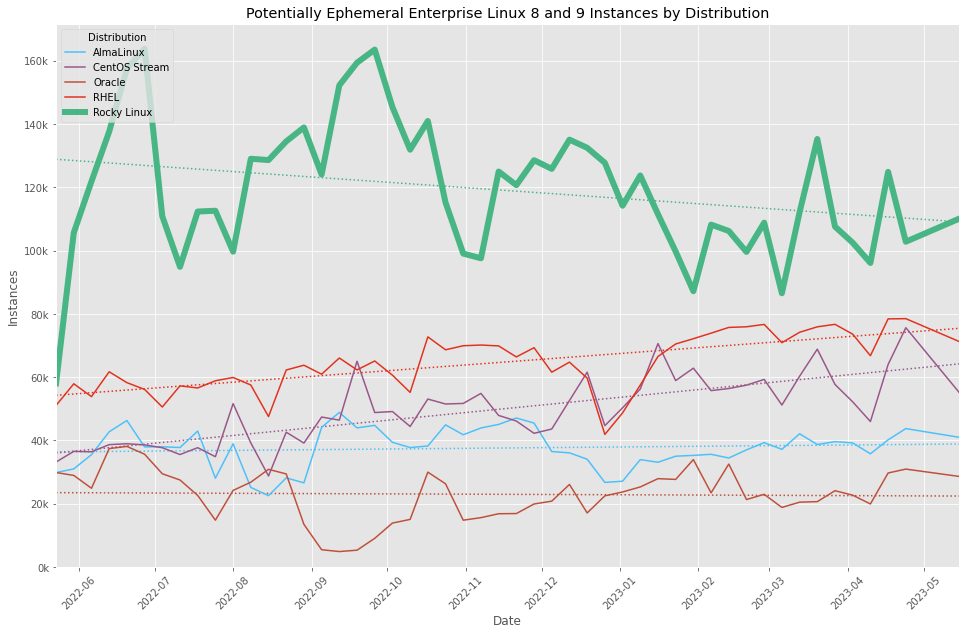 Potentially Ephemeral Enterprise Linux 8 and 9 Instances by Distribution
Distribution
AlmaLinux
CentOS Stream
Oracle
RHEL
Rocky Linux
160k
140k
120k
100k
80k
60k
40k
20k
0k
Instances
2022-06
2022-07
2022-08
2022-09
2022-10
2022-11
2022-12
2023-01
2023-02
2023-03
2023-04
2023-05
Date